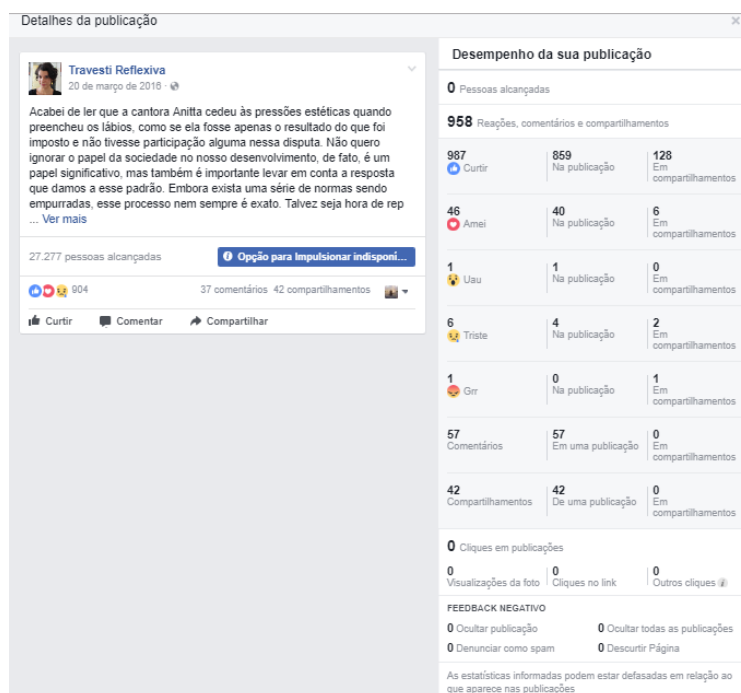 Detalhes da publicação
Travesti Reflexiva
20 de março de 2016
Acabei de ler que a cantora Anitta cedeu às pressões estéticas quando
preencheu os lábios, como se ela fosse apenas o resultado do que foi
imposto e não tivesse participação alguma nessa disputa. Não quero
ignorar o papel da sociedade no nosso desenvolvimento, de fato, é um
papel significativo, mas também é importante levar em conta a resposta
que damos a esse padrão. Embora exista uma série de normas sendo
empurradas, esse processo nem sempre é exato. Talvez seja hora de rep
... Ver mais
27.277 pessoas alcançadas
Opção para Impulsionar indisponí...
904
37 comentários 42 compartilhamentos
Curtir Comentar Compartilhar
Desempenho da sua publicação
0 Pessoas alcançadas
958 Reações, comentários e compartilhamentos
987
Curtir
859
Na publicação
128
Em
compartilhamentos
46
Amei
40
Na publicação
6
Em
compartilhamentos
1
Uau
1
Na publicação
0
Em
compartilhamentos
6
Triste
4
Na publicação
2
Em
compartilhamentos
1
Grr
0
Na publicação
1
Em
compartilhamentos
57
Comentários
57
Em uma publicação
0
Em
compartilhamentos
42
Compartilhamentos
42
De uma publicação
0
Em
compartilhamentos
0 Cliques em publicações
0
Visualizações da foto
0
Cliques no link
0
Outros cliques
FEEDBACK NEGATIVO
0 Ocultar publicação
0 Ocultar todas as publicações
0 Denunciar como spam
0 Descurtir Página
As estatísticas informadas podem estar defasadas em relação ao
que aparece nas publicações